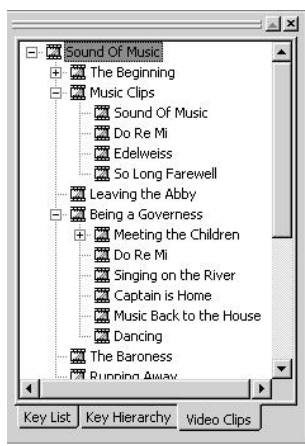 Sound Of Music
The Beginning
Music Clips
Sound Of Music
Do Re Mi
Edelweiss
So Long Farewell
Leaving the Abby
Being a Governess
Meeting the Children
Do Re Mi
Singing on the River
Captain is Home
Music Back to the House
Dancing
The Baroness
Running Away
Key List Key Hierarchy Video Clips